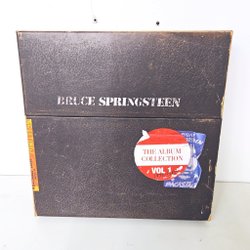 BRUCE SPRINGSTEEN
THE ALBUM
COLLECTION
VOL 1